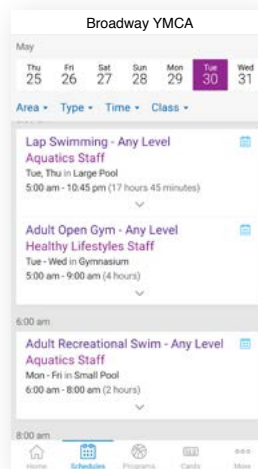 Broadway YMCA
May
Thu Fri Sat Sun Mon Tue Wed
25 26 27 28 29 30 31
Area Type Time Class
Lap Swimming - Any Level
Aquatics Staff
Tue, Thu in Large Pool
5:00 am - 10:45 pm (17 hours 45 minutes)
Adult Open Gym - Any Level
Healthy Lifestyles Staff
Tue - Wed in Gymnasium
5:00 am - 9:00 am (4 hours)
6:00 am
Adult Recreational Swim - Any Level
Aquatics Staff
Mon - Fri in Small Pool
6:00 am - 8:00 am (2 hours)
8:00 am
Home Schedules Programs Cards More